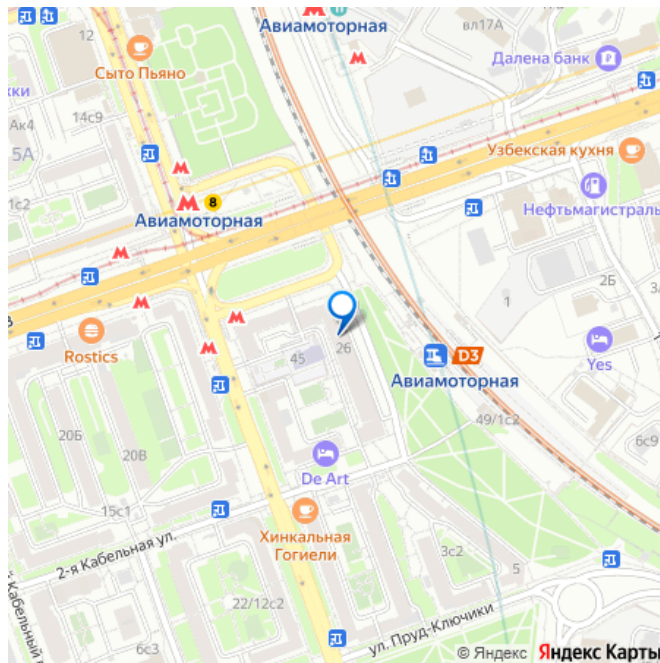 12
Авиамоторная
вл17А
Далена банк
Сыто Пьяно
кки
14с9
Ак4
5А
1с2
Узбекская кухня
8
Авиамоторная
Нефтьмагистраль
2Б
1
Rostics
45
26
D3
Авиамоторная
Yes
49/1с2
20Б
20В
6с9
De Art
15с1
Хинкальная
Гогиели
2-я Кабельная ул.
3с2
5
22/12с2
ул. Пруд-Ключики
6с3
й Кабельный п
© Яндекс Яндекс Карты